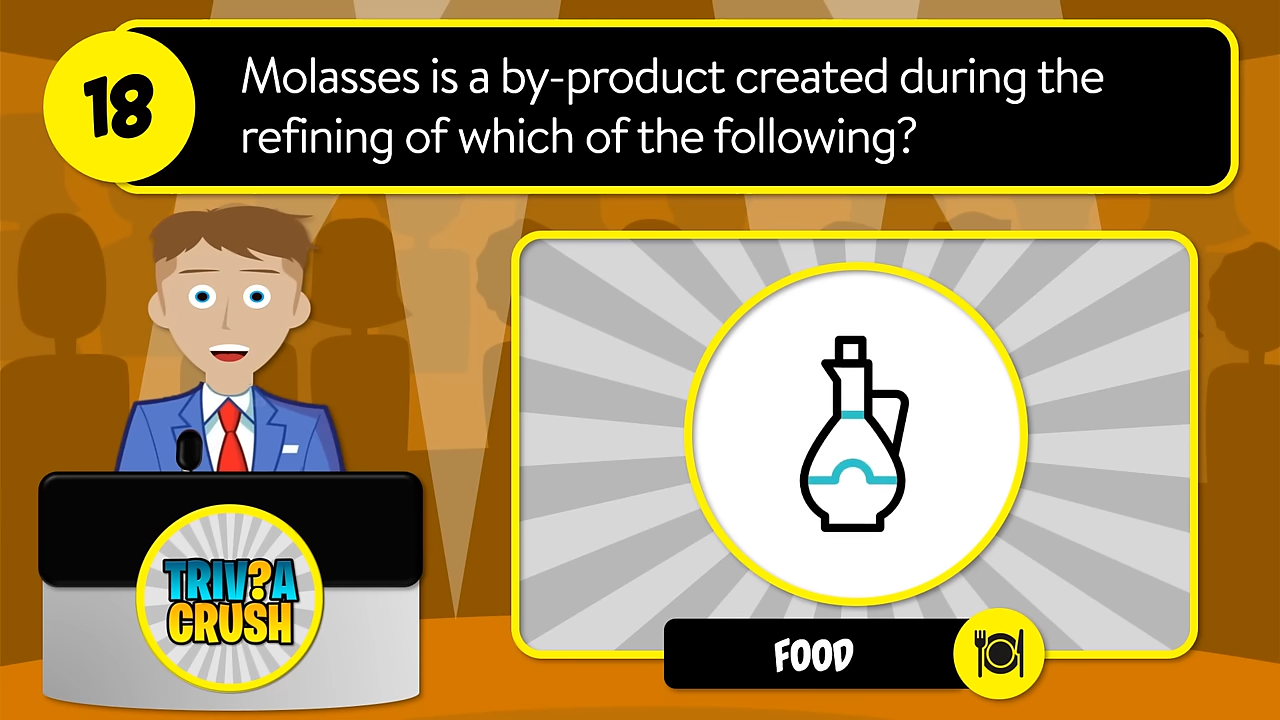 18
Molasses is a by-product created during the
refining of which of the following?
TRIV?A
CRUSH
FOOD